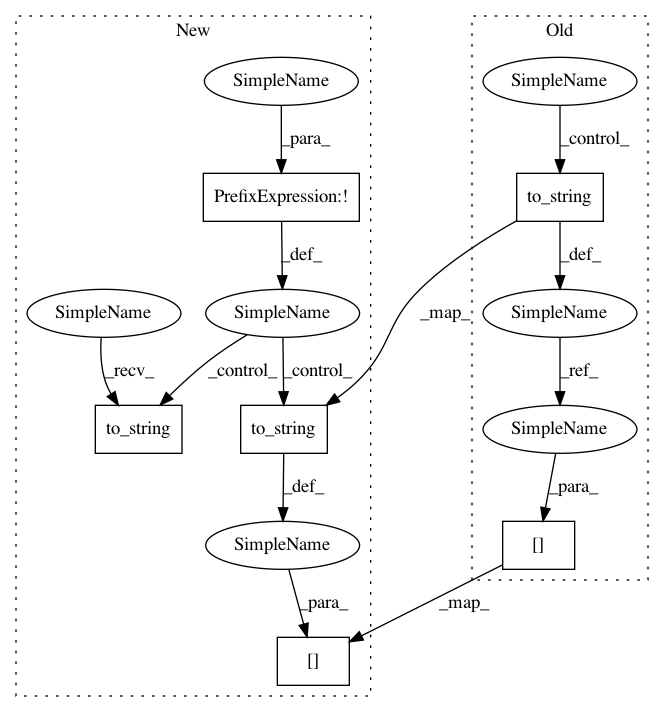 New
Old
SimpleName
SimpleName
_para_
_control_
PrefixExpression:!
to_string
_def_
_def_
SimpleName
SimpleName
SimpleName
_map_
_recv_
_control_
_control_
_ref_
to_string
to_string
SimpleName
_def_
_para_
SimpleName
[]
_para_
_map_
[]